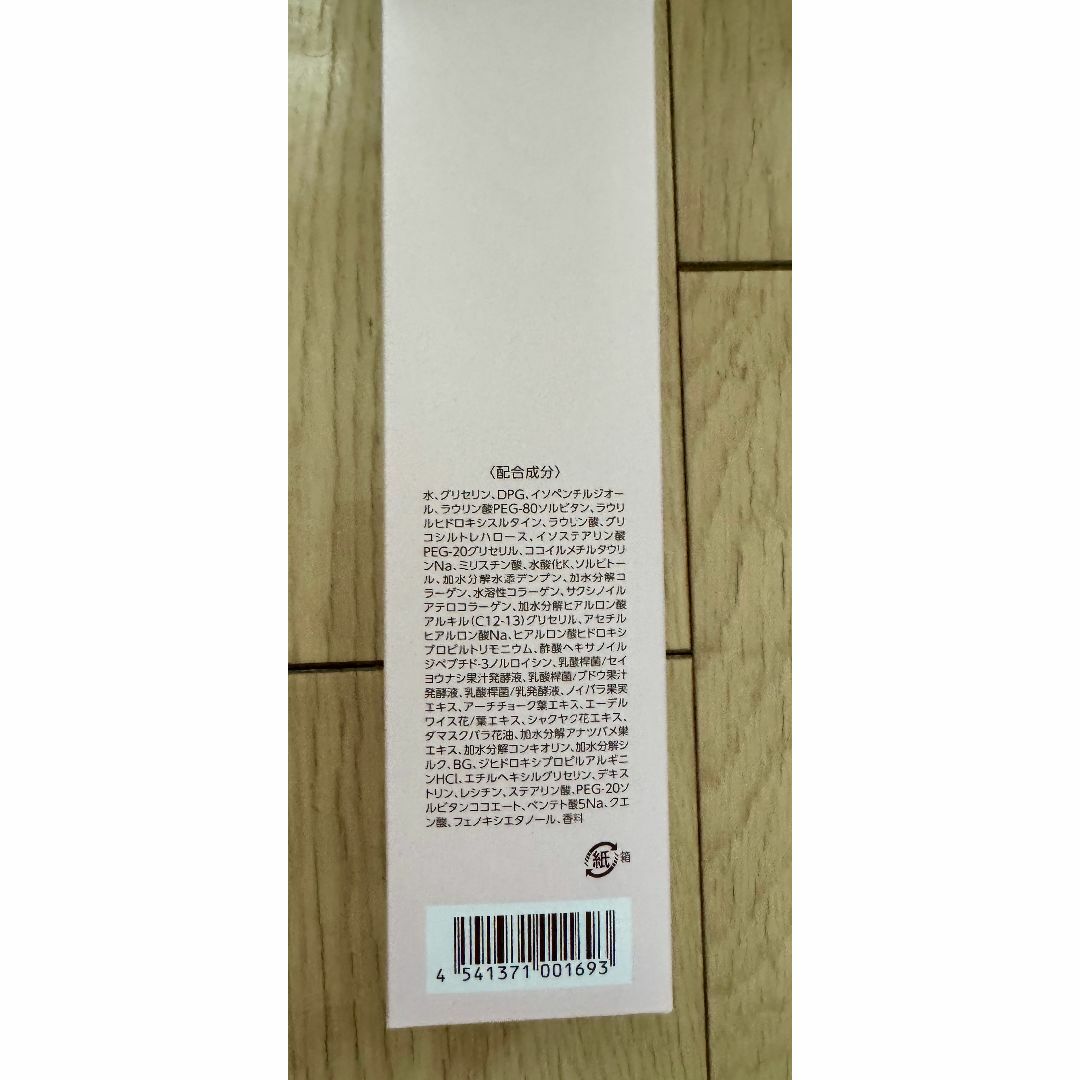 〈配合成分〉
水、グリセリン、DPG、イソペンチルジオー
ル、ラウリン酸PEG-80ソルビタン、ラウリ
ルヒドロキシスルタイン、ラウリン酸、グリ
コシルトレハロース、イソステアリン酸
PEG-20グリセリル、ココイルメチルタウリ
ンNa、ミリスチン酸、水酸化K、ソルビトー
ル、加水分解水添デンプン、加水分解コ
ラーゲン、水溶性コラーゲン、サクシノイル
アテロコラーゲン、加水分解ヒアルロン酸
アルキル(C12-13)グリセリル、アセチル
ヒアルロン酸Na、ヒアルロン酸ヒドロキシ
プロピルトリモニウム、酢酸ヘキサノイル
ジペプチド-3ノルロイシン、乳酸桿菌/セイ
ヨウナシ果汁発酵液、乳酸桿菌/ブドウ果汁
発酵液、乳酸桿菌/乳発酵液、ノイバラ果実
エキス、アーチチョーク葉エキス、エーデル
ワイス花/葉エキス、シャクヤク花エキス、
ダマスクバラ花油、加水分解アナツバメ巣
エキス、加水分解コンキオリン、加水分解シ
ルク、BG、ジヒドロキシプロピルアルギニ
ンHCl、エチルヘキシルグリセリン、デキス
トリン、レシチン、ステアリン酸、PEG-20ソ
ルビタンココエート、ペンテト酸5Na、クエ
ン酸、フェノキシエタノール、香料
紙 箱
4 541371 001693